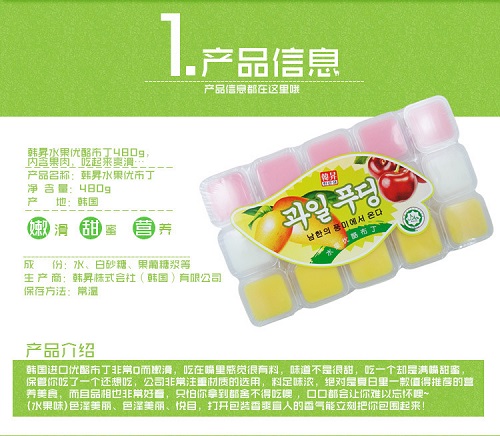 1.产品信息
产品信息都在这里哦
韩昇水果优酪布丁480g,
内含果肉，吃起来爽滑
产品名称：韩昇水果优布丁
净 含 量：480g
产 地：韩国
嫩滑 甜蜜 营养
成 份：水、白砂糖、果葡糖浆等
生 产 商：韩昇株式会社（韩国）有限公司
保存方法：常温
韓昇
과일 푸딩
남한의 풍미에서 온다
水果优酪布丁
产品介绍
韩国进口优酪布丁非常Q而嫩滑，吃在嘴里感觉很有料，味道不是很甜，吃一个却是满嘴甜蜜，
保管你吃了一个还想吃，公司非常注重材质的选用，料足味浓，绝对是夏日里一款值得推荐的营
养美食，而且品相也非常好看，只怕你拿到都舍不得吃噢 ，口口都会让你难以忘怀噢~
(水果味)色泽美丽、色泽美丽、悦目，打开包装香爽宜人的香气能立刻把你包围起来！